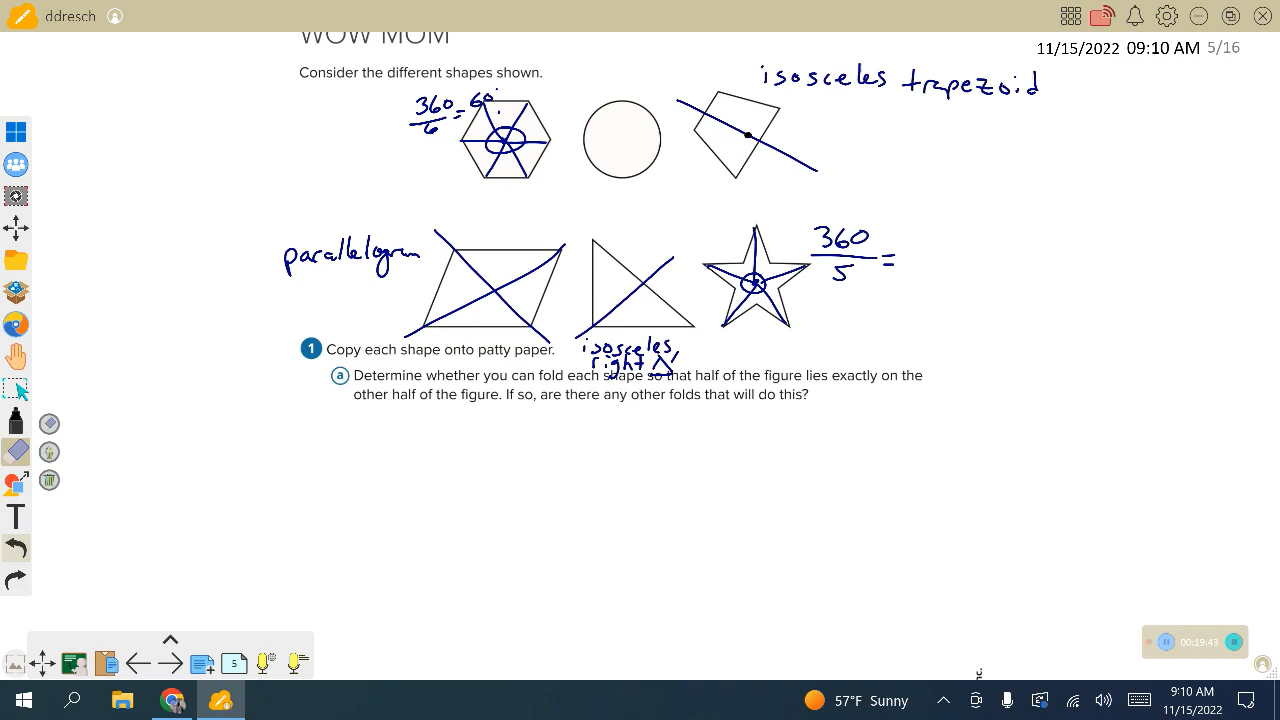 ddresch
WOW MOM
11/15/2022 09:10 AM 5/16
Consider the different shapes shown.
isosceles trapezoid
360/6 = 60°
parallelogram
360/5 =
isosceles
right Δ
1 Copy each shape onto patty paper.
a Determine whether you can fold each shape so that half of the figure lies exactly on the
other half of the figure. If so, are there any other folds that will do this?
T
5
00:19:43
inc.
57°F Sunny
9:10 AM
11/15/2022